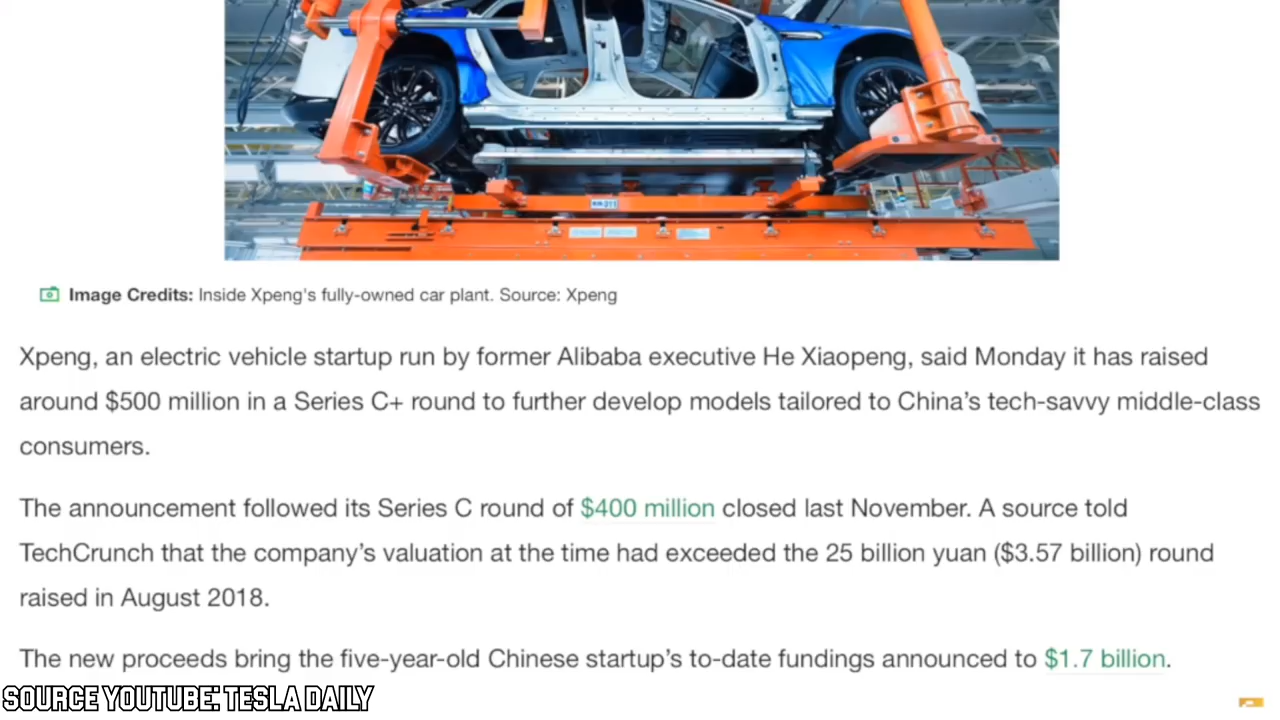 Image Credits: Inside Xpeng's fully-owned car plant. Source: Xpeng
Xpeng, an electric vehicle startup run by former Alibaba executive He Xiaopeng, said Monday it has raised
around $500 million in a Series C+ round to further develop models tailored to China’s tech-savvy middle-class
consumers.
The announcement followed its Series C round of $400 million closed last November. A source told
TechCrunch that the company’s valuation at the time had exceeded the 25 billion yuan ($3.57 billion) round
raised in August 2018.
The new proceeds bring the five-year-old Chinese startup’s to-date fundings announced to $1.7 billion.
SOURCE YOUTUBE: TESLA DAILY